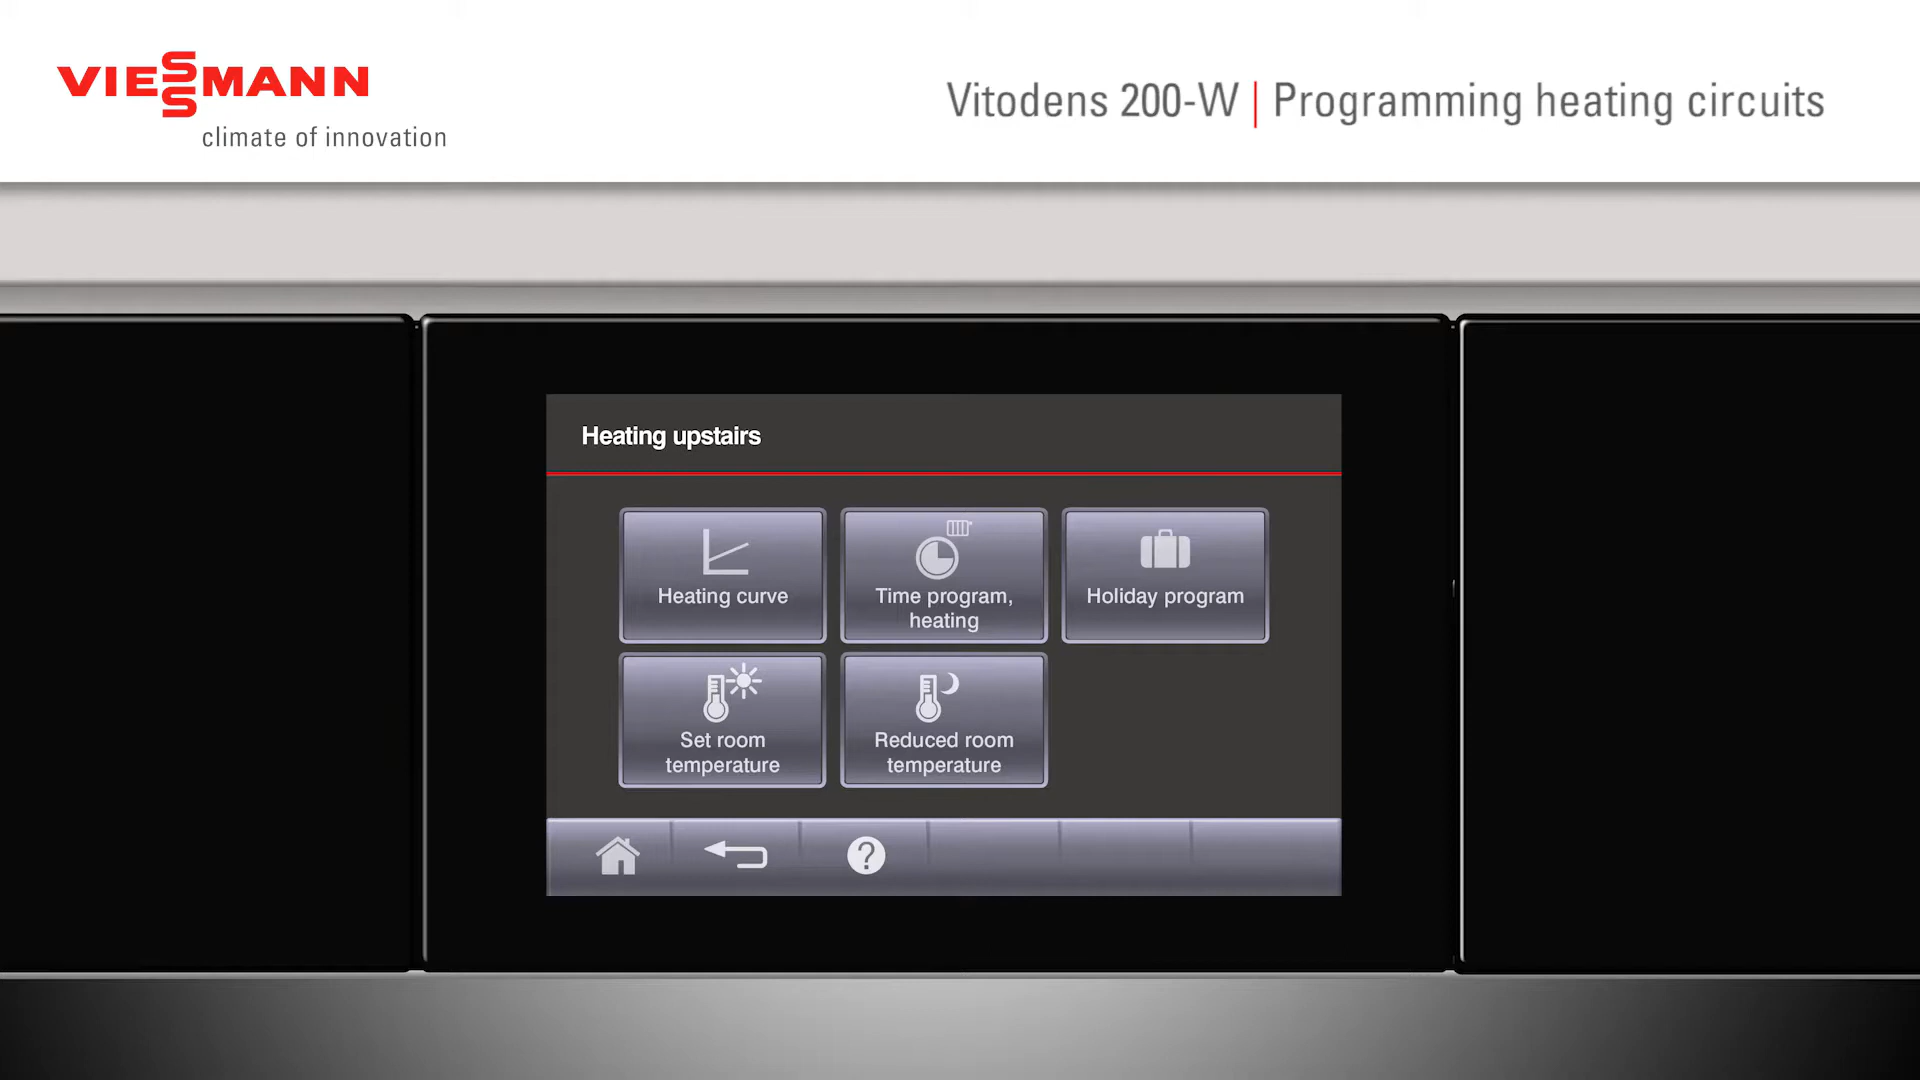 VIESSMANN
climate of innovation
Vitodens 200-W | Programming heating circuits
Heating upstairs
Heating curve
Time program,
heating
Holiday program
Set room
temperature
Reduced room
temperature
?